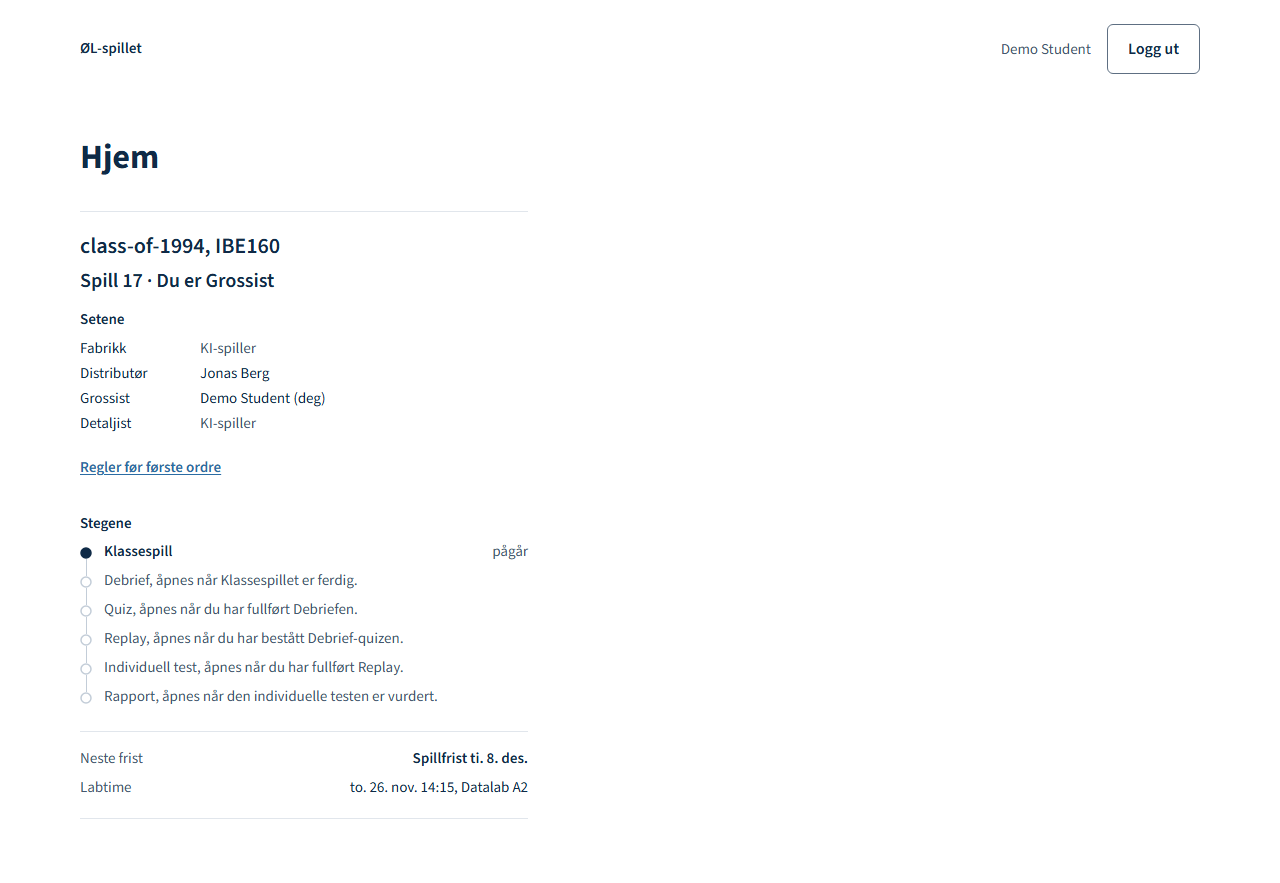 ØL-spillet
Demo Student
Logg ut
Hjem
class-of-1994, IBE160
Spill 17 · Du er Grossist
Setene
Fabrikk KI-spiller
Distributør Jonas Berg
Grossist Demo Student (deg)
Detaljist KI-spiller
Regler før første ordre
Stegene
Klassespill pågår
Debrief, åpnes når Klassespillet er ferdig.
Quiz, åpnes når du har fullført Debriefen.
Replay, åpnes når du har bestått Debrief-quizen.
Individuell test, åpnes når du har fullført Replay.
Rapport, åpnes når den individuelle testen er vurdert.
Neste frist Spillfrist ti. 8. des.
Labtime to. 26. nov. 14:15, Datalab A2